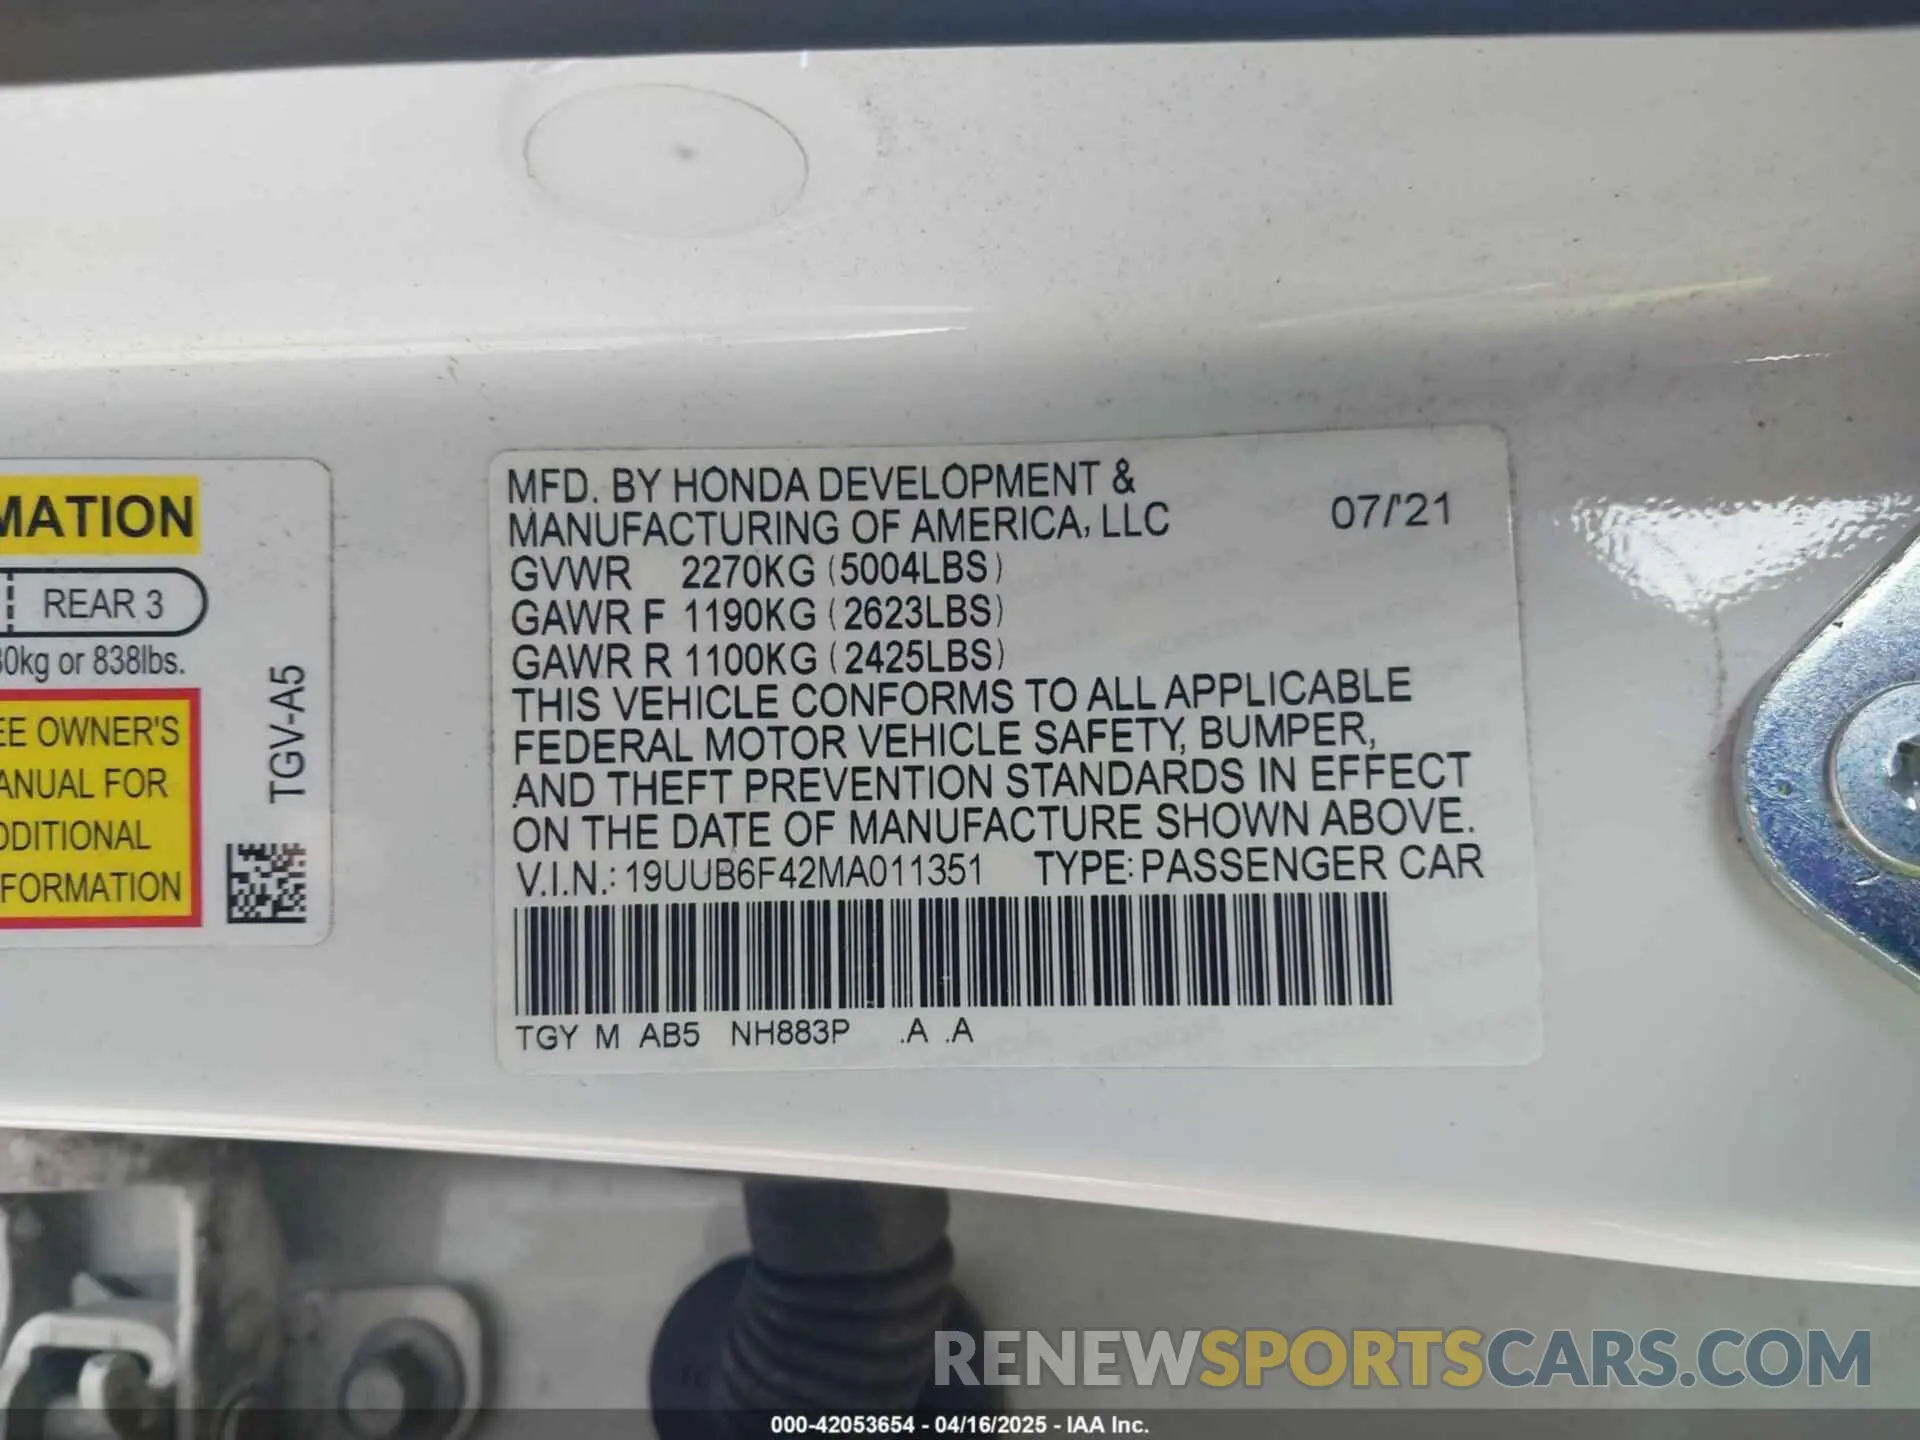 MATION
REAR 3
0kg or 838lbs.
EE OWNER'S
ANUAL FOR
DDITIONAL
FORMATION
TGV-A5
MFD. BY HONDA DEVELOPMENT &
MANUFACTURING OF AMERICA, LLC 07/'21
GVWR 2270KG (5004LBS)
GAWR F 1190KG (2623LBS)
GAWR R 1100KG (2425LBS)
THIS VEHICLE CONFORMS TO ALL APPLICABLE
FEDERAL MOTOR VEHICLE SAFETY, BUMPER,
AND THEFT PREVENTION STANDARDS IN EFFECT
ON THE DATE OF MANUFACTURE SHOWN ABOVE.
V.I.N.: 19UUB6F42MA011351 TYPE: PASSENGER CAR
TGY M AB5 NH883P .A .A
RENEWSPORTSCARS.COM
000-42053654 - 04/16/2025 - IAA Inc.